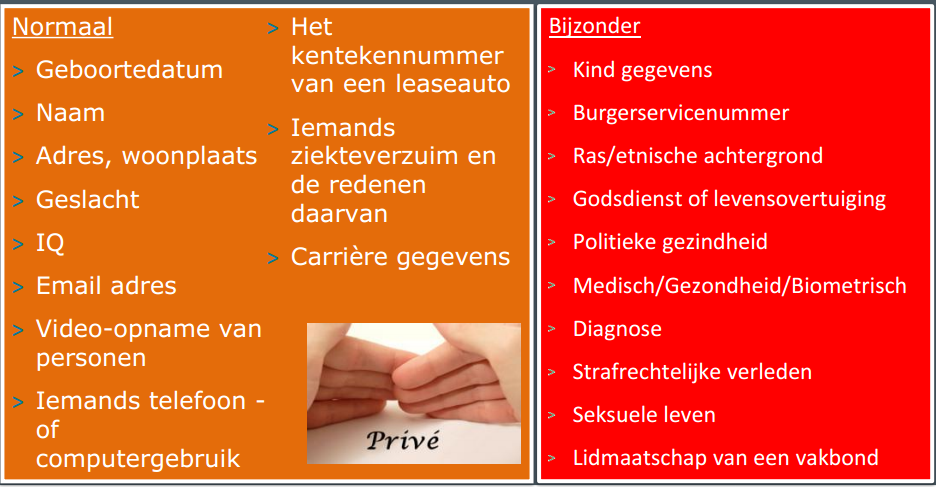 Normaal
> Geboortedatum
> Naam
> Adres, woonplaats
> Geslacht
> IQ
> Email adres
> Video-opname van
personen
> Iemands telefoon -
of
computergebruik
> Het
kentekennummer
van een leaseauto
> Iemands
ziekteverzuim en
de redenen
daarvan
> Carrière gegevens
Privé
Bijzonder
> Kind gegevens
> Burgerservicenummer
> Ras/etnische achtergrond
> Godsdienst of levensovertuiging
> Politieke gezindheid
> Medisch/Gezondheid/Biometrisch
> Diagnose
> Strafrechtelijke verleden
> Seksuele leven
> Lidmaatschap van een vakbond